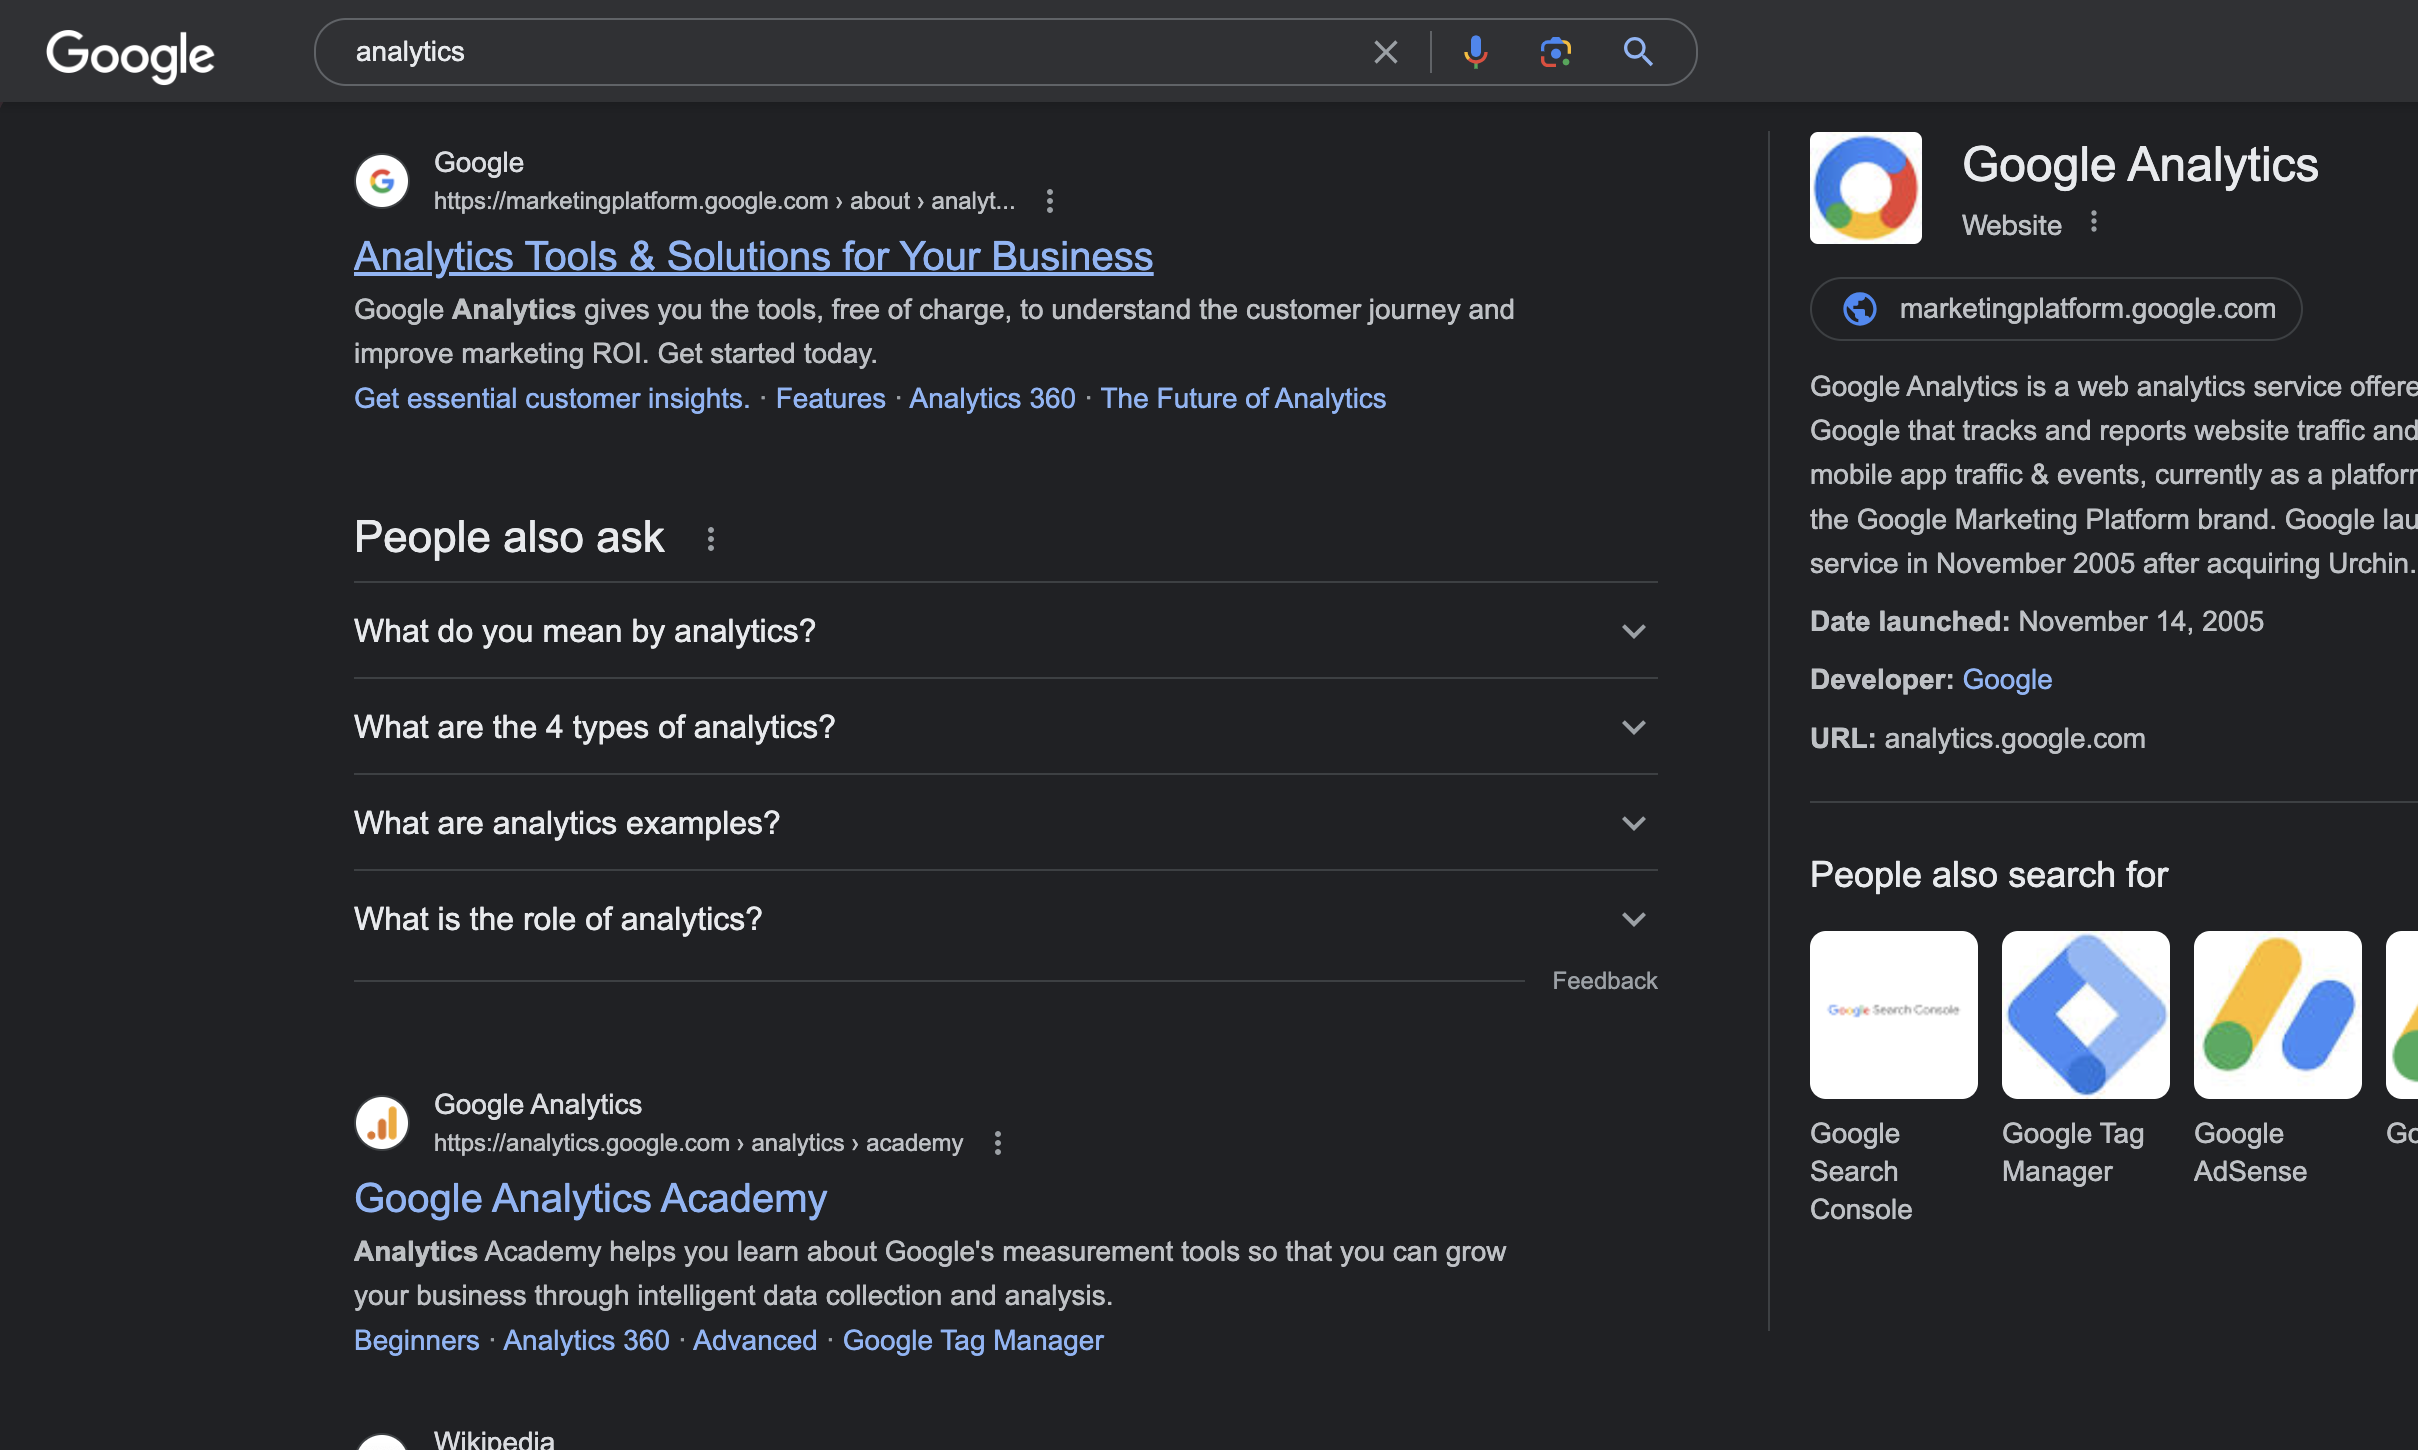 Google
analytics
Google
https://marketingplatform.google.com › about › analyt...
Analytics Tools & Solutions for Your Business
Google Analytics gives you the tools, free of charge, to understand the customer journey and
improve marketing ROI. Get started today.
Get essential customer insights. · Features · Analytics 360 · The Future of Analytics
People also ask
What do you mean by analytics?
What are the 4 types of analytics?
What are analytics examples?
What is the role of analytics?
Feedback
Google Analytics
https://analytics.google.com › analytics › academy
Google Analytics Academy
Analytics Academy helps you learn about Google's measurement tools so that you can grow
your business through intelligent data collection and analysis.
Beginners · Analytics 360 · Advanced · Google Tag Manager
Wikipedia
Google Analytics
Website
marketingplatform.google.com
Google Analytics is a web analytics service offere
Google that tracks and reports website traffic and
mobile app traffic & events, currently as a platfor
the Google Marketing Platform brand. Google lau
service in November 2005 after acquiring Urchin.
Date launched: November 14, 2005
Developer: Google
URL: analytics.google.com
People also search for
Google Search Console
Google
Search
Console
Google Tag
Manager
Google
AdSense
Go